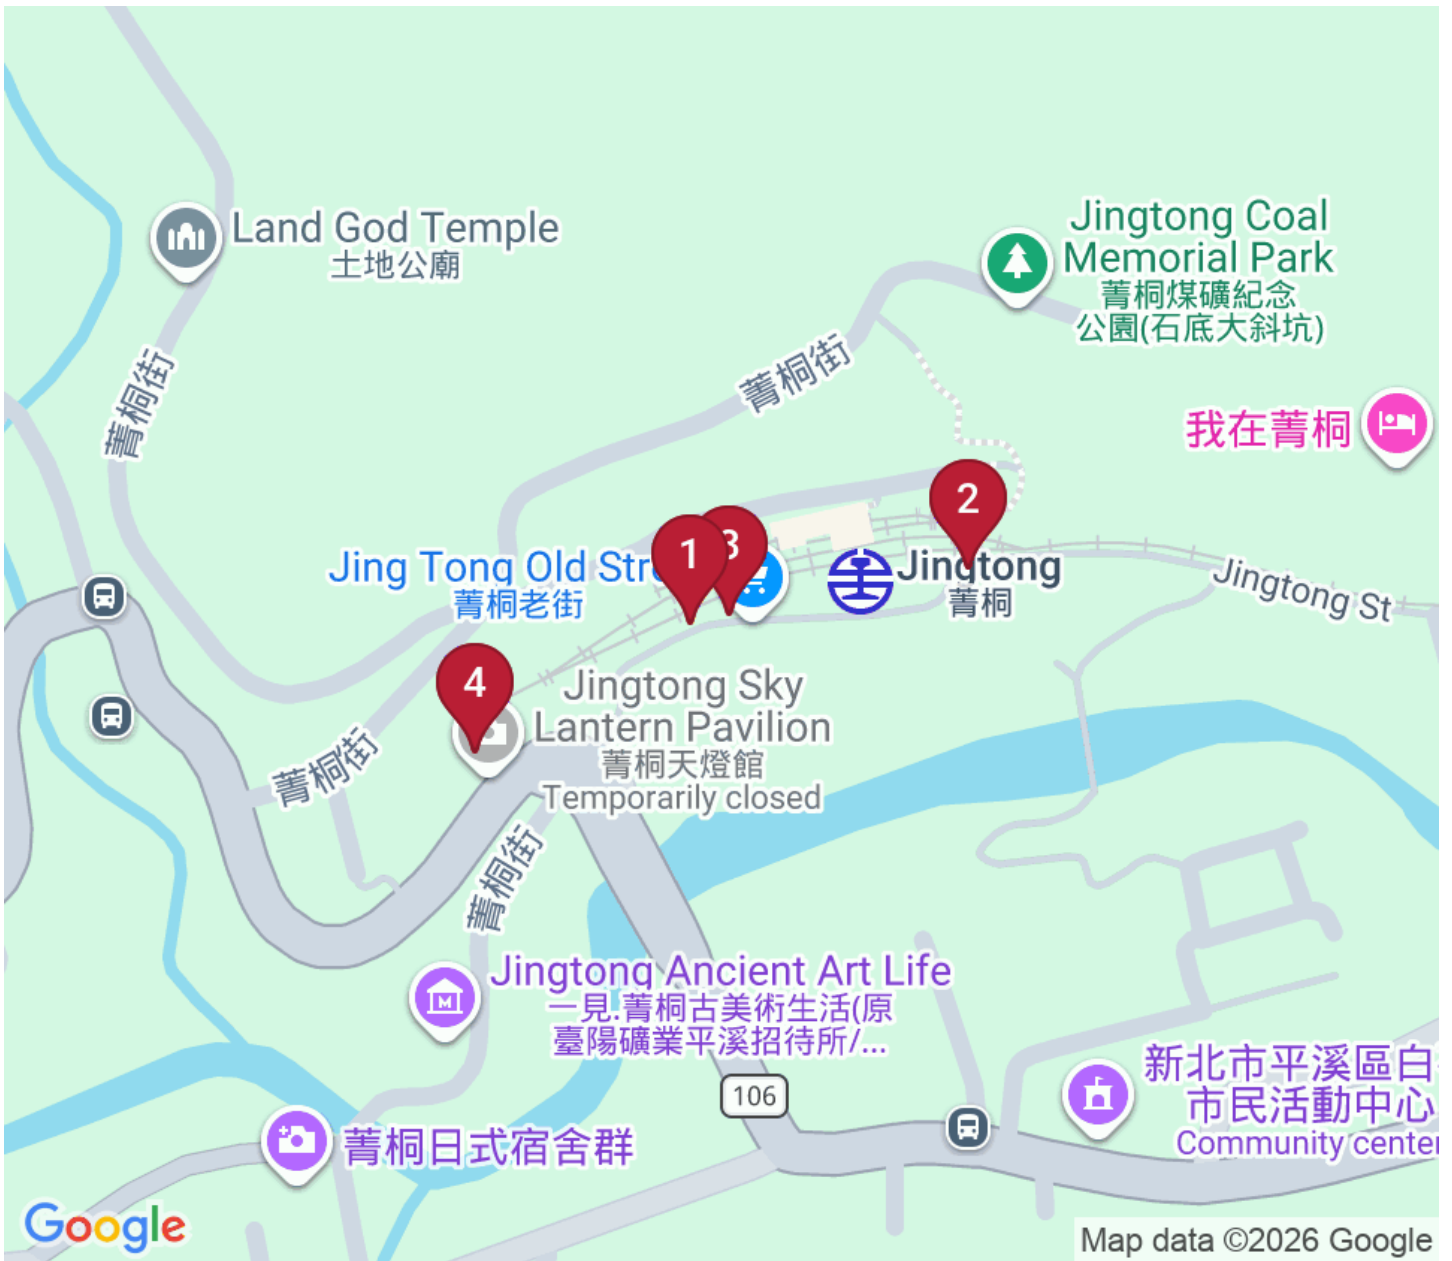 Land God Temple
土地公廟
Jingtong Coal
Memorial Park
菁桐煤礦紀念
公園(石底大斜坑)
菁桐街
菁桐街
我在菁桐
2
1
3
Jing Tong Old Stre
菁桐老街
Jingtong
菁桐
Jingtong St
4
Jingtong Sky
Lantern Pavilion
菁桐天燈館
Temporarily closed
菁桐街
菁桐街
Jingtong Ancient Art Life
一見.菁桐古美術生活(原
臺陽礦業平溪招待所/...
106
新北市平溪區白
市民活動中心
Community center
菁桐日式宿舍群
Google
Map data ©2026 Google